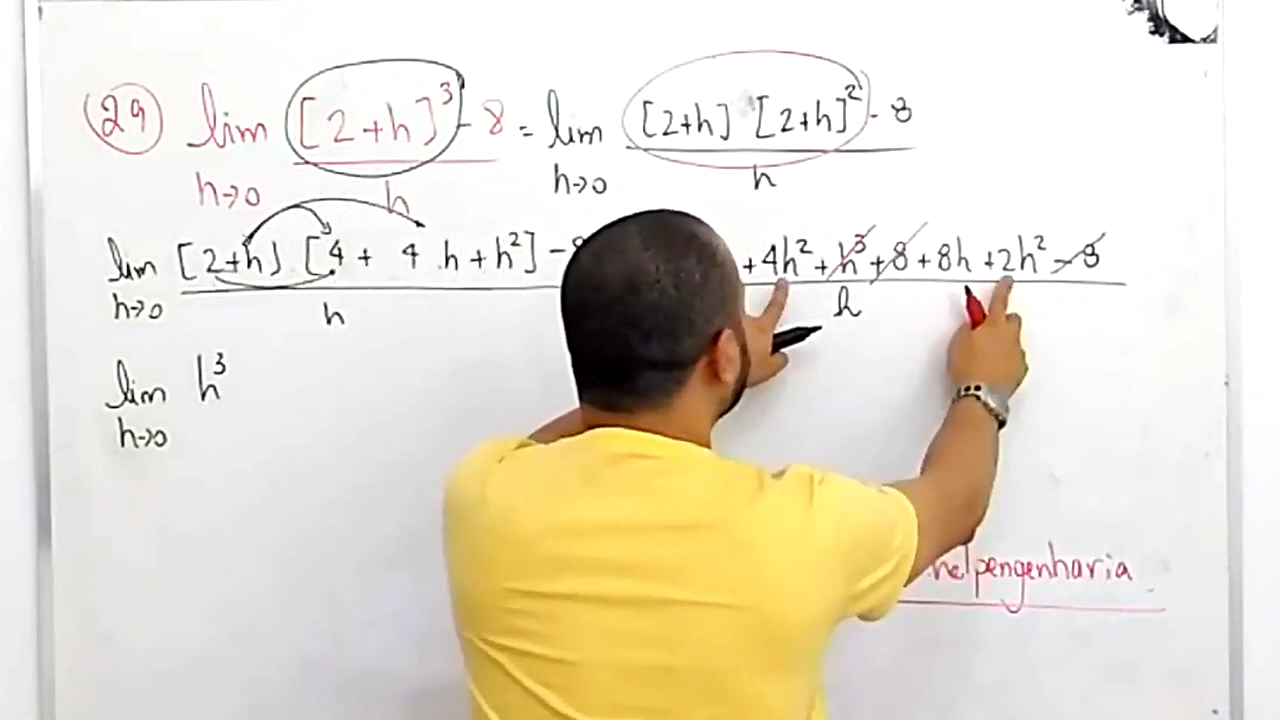 29 lim h→0 [2+h]³ - 8 / h = lim h→0 [2+h] [2+h]² - 8 / h
lim h→0 [2+h] [4 + 4.h + h²] - 8 / h +4h² + h³ + 8 + 8h + 2h² - 8 / h
lim h→0 h³
helpengenharia